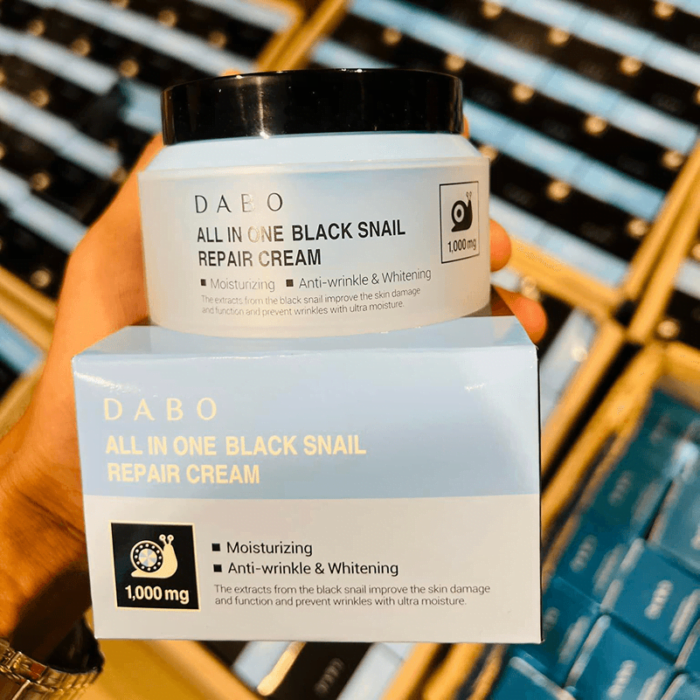 DABO
ALL IN ONE BLACK SNAIL
REPAIR CREAM
■ Moisturizing ■ Anti-wrinkle & Whitening
The extracts from the black snail improve the skin damage
and function and prevent wrinkles with ultra moisture.
1,000 mg
DABO
ALL IN ONE BLACK SNAIL
REPAIR CREAM
1,000 mg
■ Moisturizing
■ Anti-wrinkle & Whitening
The extracts from the black snail improve the skin damage
and function and prevent wrinkles with ultra moisture.